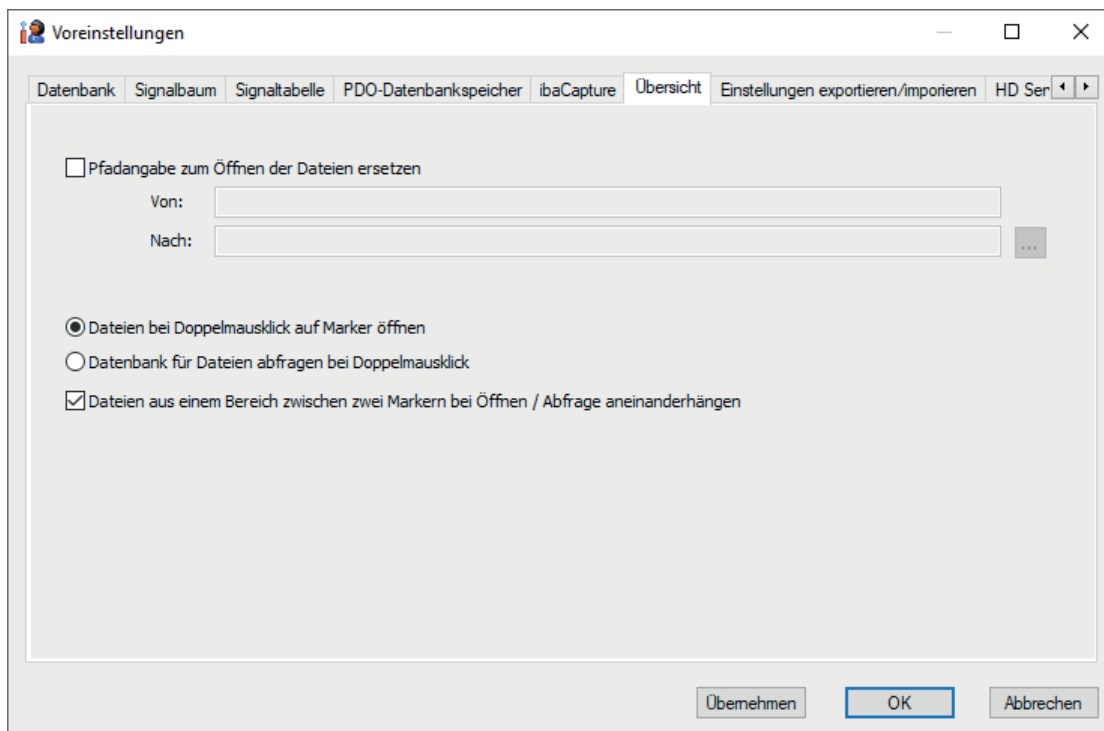 Voreinstellungen
Datenbank Signalbaum Signaltabelle PDO-Datenbankspeicher ibaCapture Übersicht Einstellungen exportieren/imporieren HD Ser
Pfadangabe zum Öffnen der Dateien ersetzen
Von:
Nach: ...
Dateien bei Doppelmausklick auf Marker öffnen
Datenbank für Dateien abfragen bei Doppelmausklick
Dateien aus einem Bereich zwischen zwei Markern bei Öffnen / Abfrage aneinanderhängen
Übernehmen OK Abbrechen